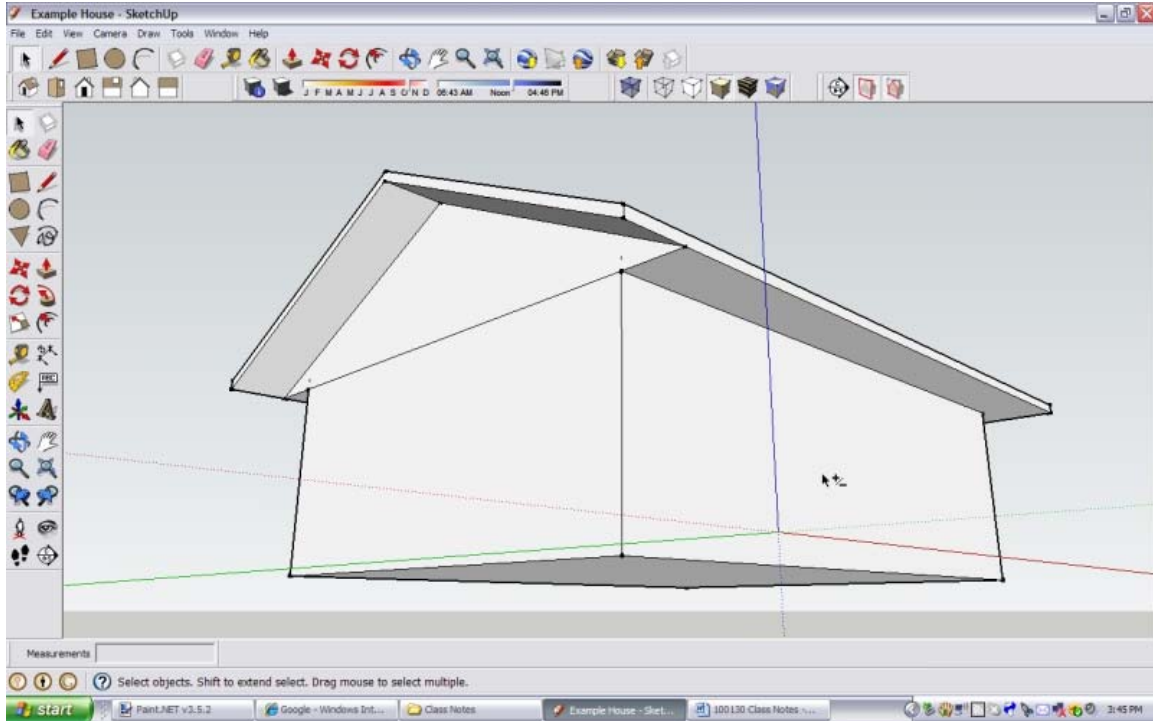 Example House - SketchUp
File Edit View Camera Draw Tools Window Help
J F M A M J J A S O N D 06:43 AM Noon 04:46 PM
ABC
Measurements
Select objects. Shift to extend select. Drag mouse to select multiple.
start Paint.NET v3.5.2 Google - Windows Int... Class Notes Example House - Sket... 100130 Class Notes -... 3:45 PM